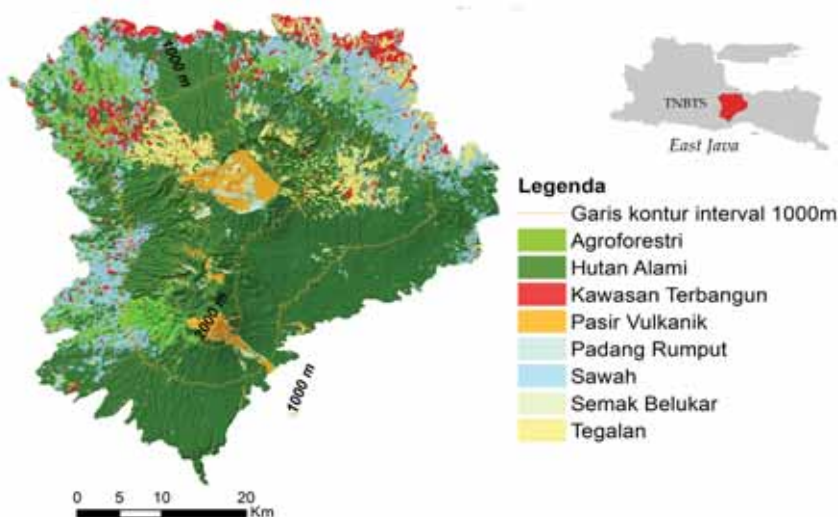 1000 m
TNBTS
East Java
Legenda
Garis kontur interval 1000m
Agroforestri
Hutan Alami
Kawasan Terbangun
Pasir Vulkanik
Padang Rumput
Sawah
Semak Belukar
Tegalan
2000 m
1000 m
0 5 10 20
Km